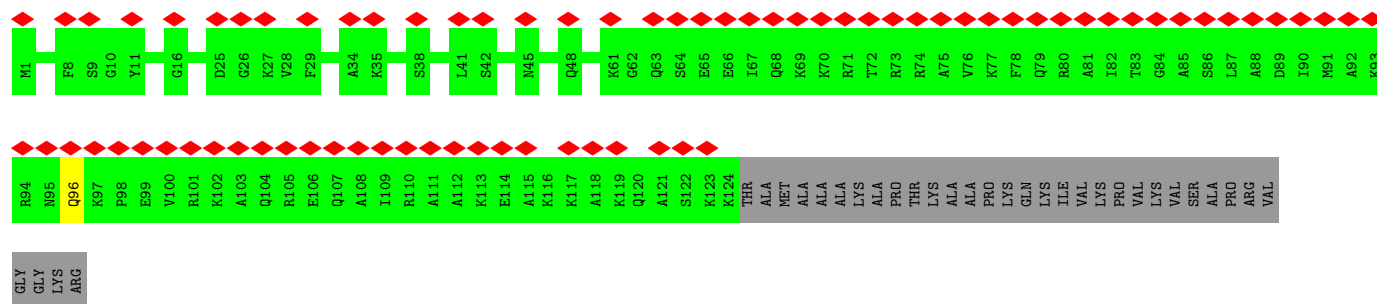 M1 F8 S9 G10 Y11 G16 D25 G26 K27 V28 F29 A34 K35 S38 L41 S42 N45 Q48 K61 G62 Q63 S64 E65 E66 I67 Q68 K69 K70 R71 T72 R73 R74 A75 V76 K77 F78 Q79 R80 A81 I82 T83 G84 A85 S86 L87 A88 D89 I90 M91 A92 K93
R94 N95 Q96 K97 P98 E99 V100 R101 K102 A103 Q104 R105 E106 Q107 A108 I109 R110 A111 A112 K113 E114 A115 K116 K117 A118 K119 Q120 A121 S122 K123 K124 THR ALA MET ALA ALA ALA LYS ALA PRO THR LYS ALA ALA PRO LYS GLN LYS ILE VAL LYS PRO VAL LYS VAL SER ALA PRO ARG VAL
GLY GLY LYS ARG